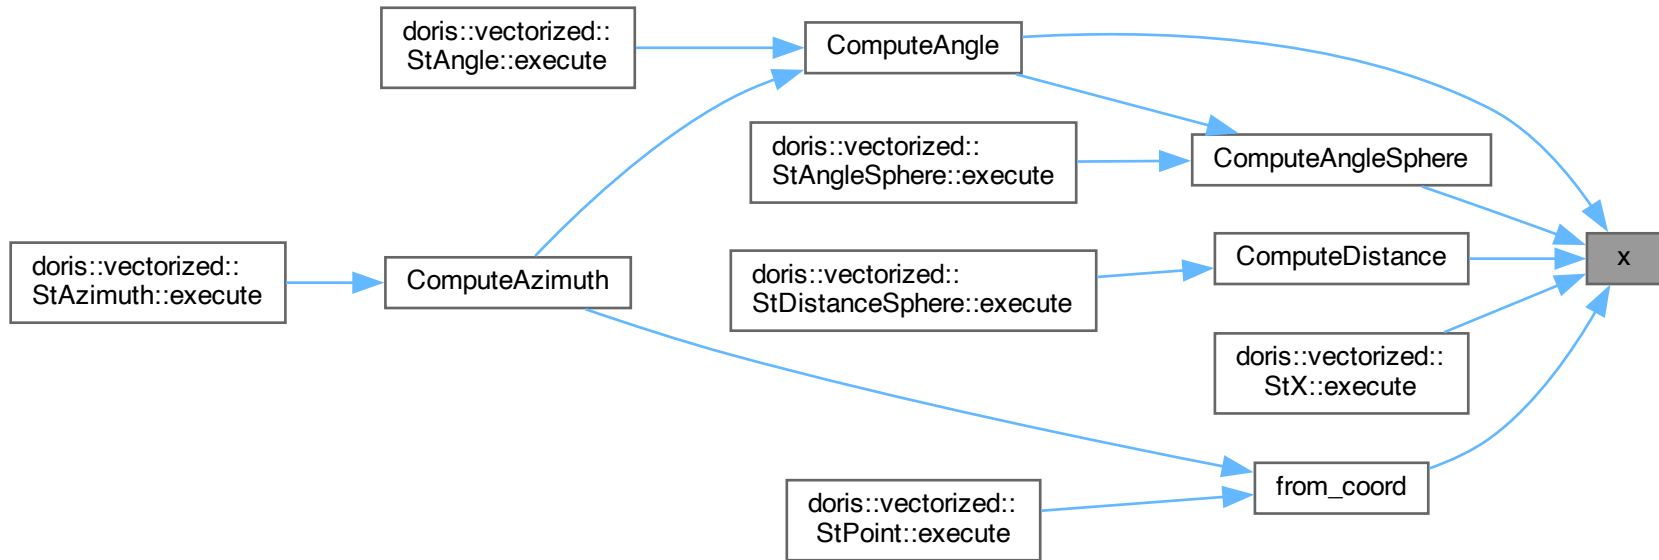 doris::vectorized::
StAngle::execute
ComputeAngle
doris::vectorized::
StAngleSphere::execute
ComputeAngleSphere
doris::vectorized::
StAzimuth::execute
ComputeAzimuth
doris::vectorized::
StDistanceSphere::execute
ComputeDistance
x
doris::vectorized::
StX::execute
from_coord
doris::vectorized::
StPoint::execute